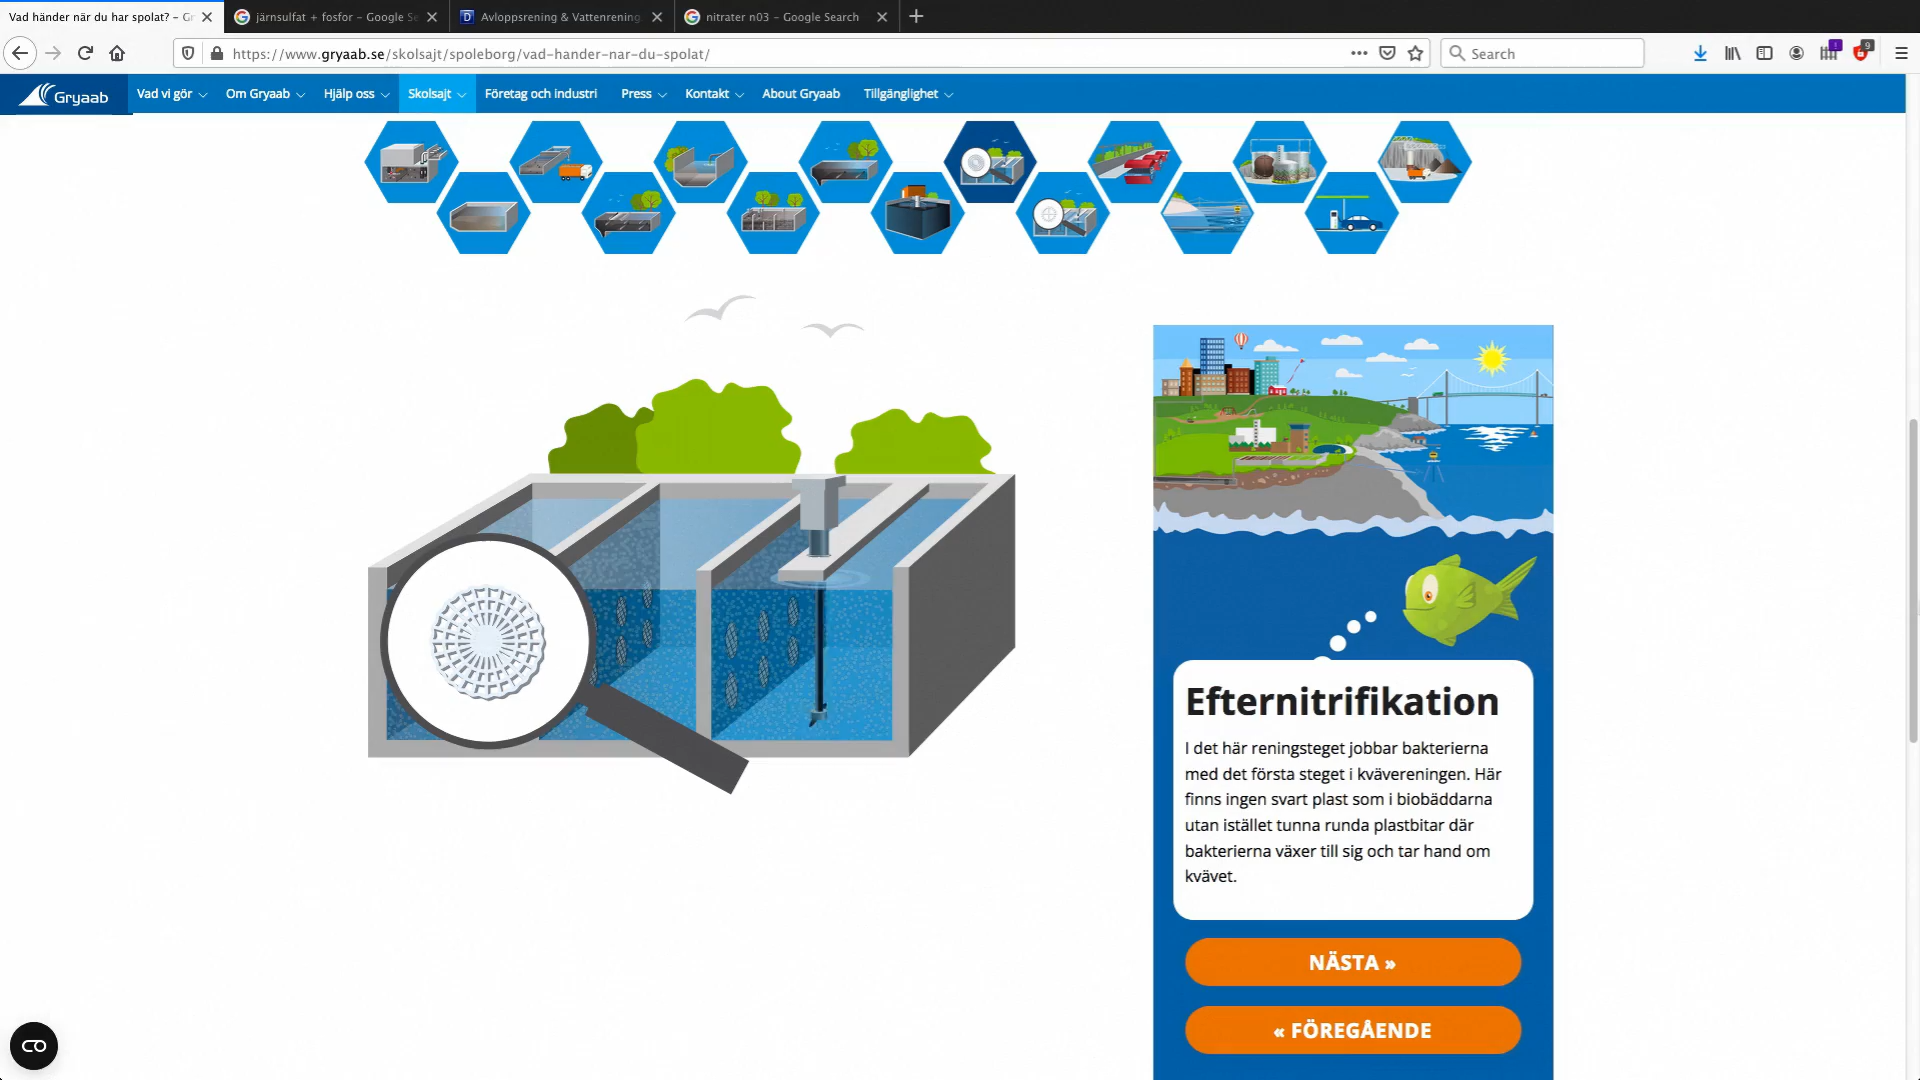 Vad händer när du har spolat? – Gr
järnsulfat + fosfor – Google Se
Avloppsrening & Vattenrening
nitrater n03 – Google Search
https://www.gryaab.se/skolsajt/spoleborg/vad-hander-nar-du-spolat/
Search
9
Gryaab
Vad vi gör
Om Gryaab
Hjälp oss
Skolsajt
Företag och industri
Press
Kontakt
About Gryaab
Tillgänglighet
Efternitrifikation
I det här reningsteget jobbar bakterierna
med det första steget i kvävereningen. Här
finns ingen svart plast som i biobäddarna
utan istället tunna runda plastbitar där
bakterierna växer till sig och tar hand om
kvävet.
NÄSTA »
« FÖREGÅENDE